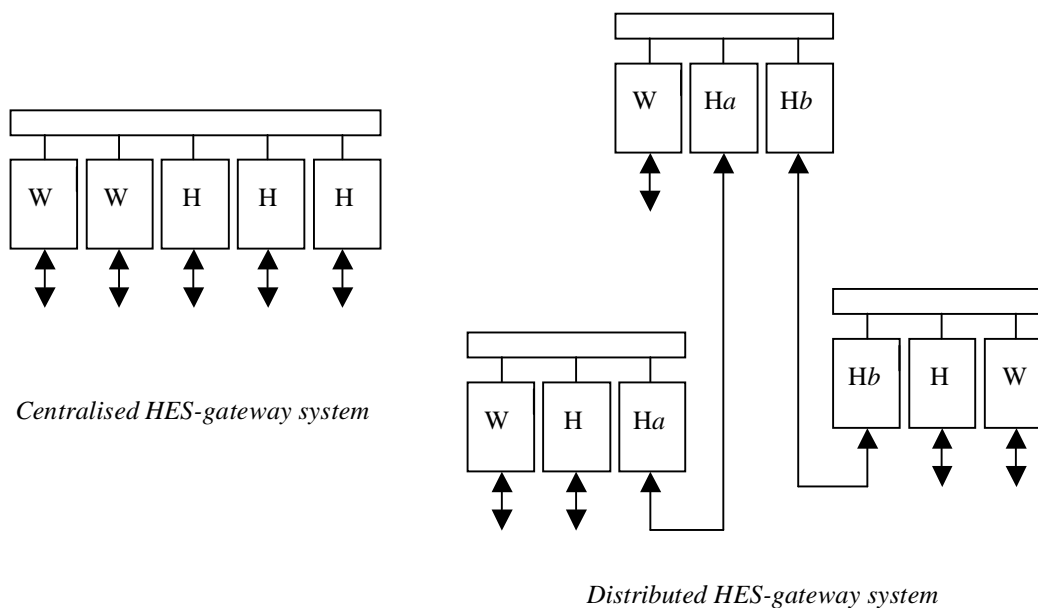 W Ha Hb
W W H H H
Hb H W
W H Ha
Centralised HES-gateway system
Distributed HES-gateway system